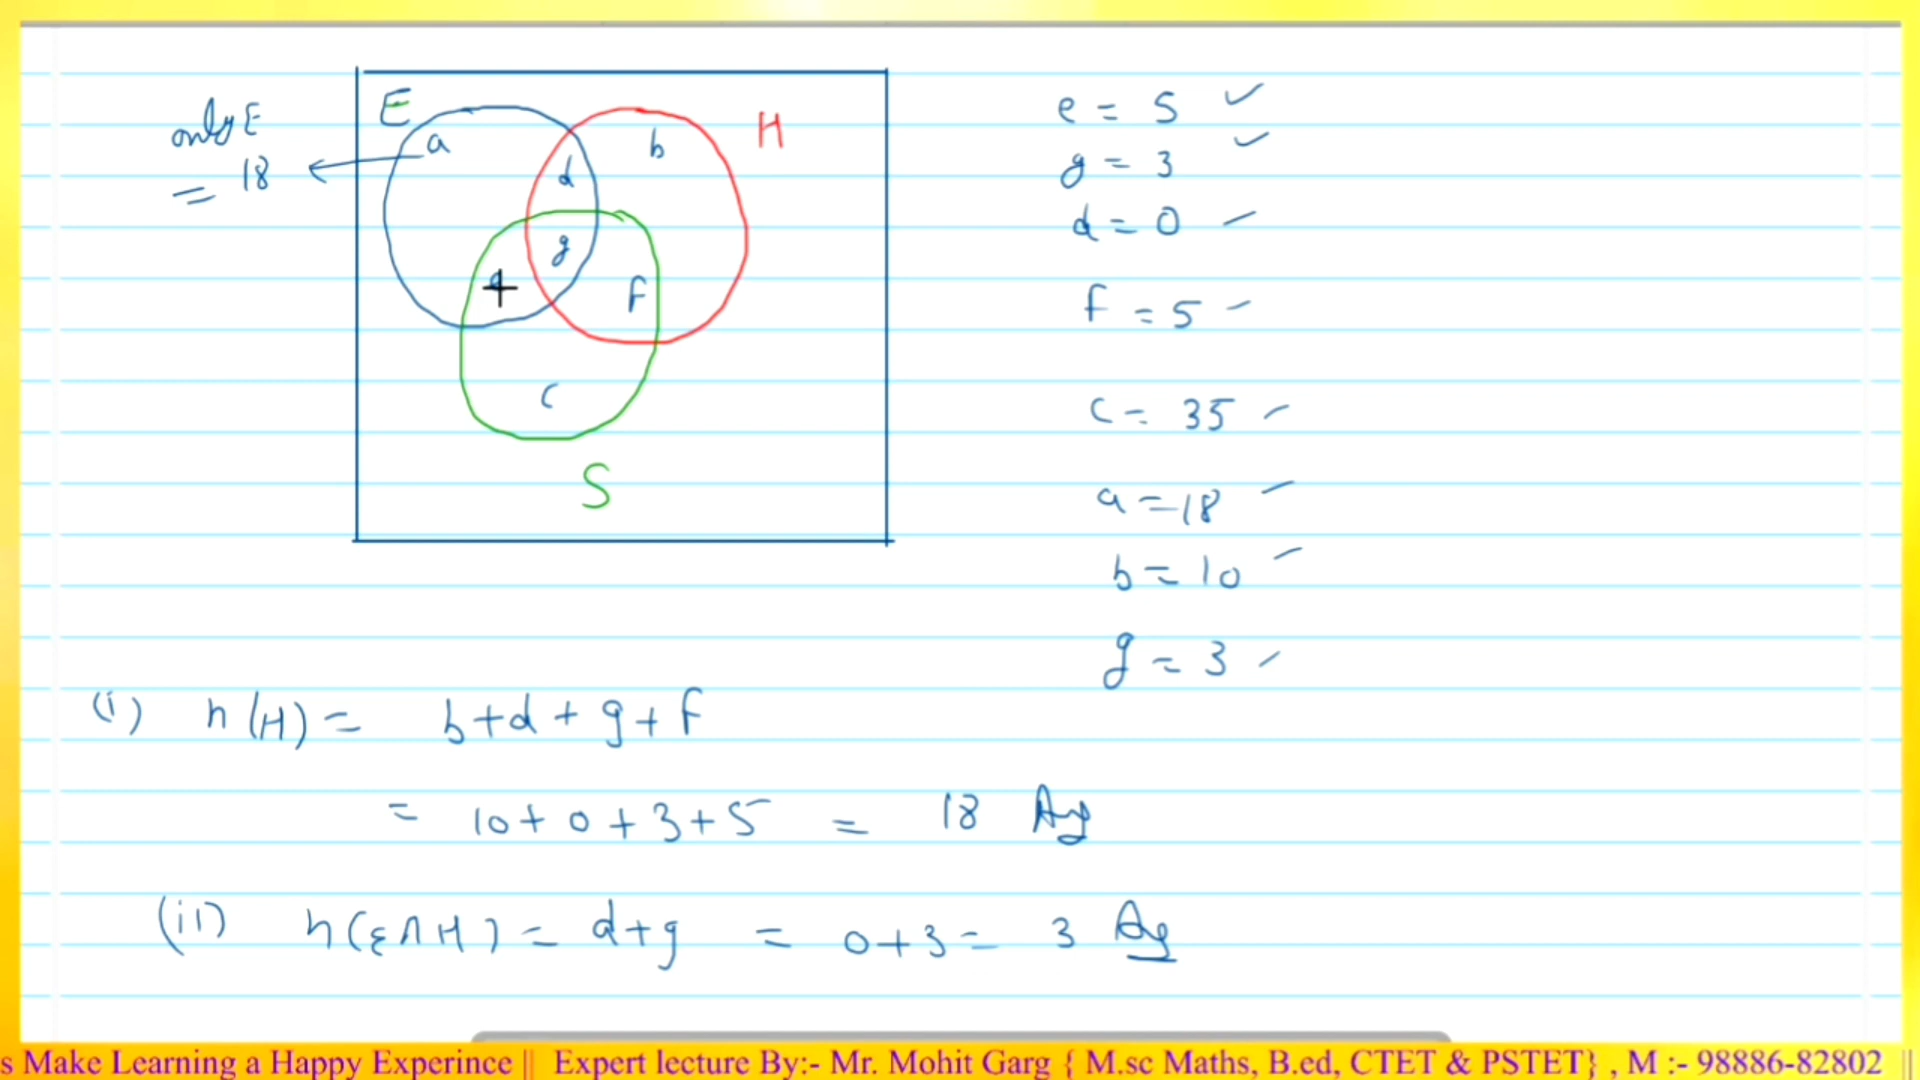 only E
= 18
E
a
d
b
H
g
f
c
S
e = 5 ✓
g = 3 ✓
d = 0 ✓
f = 5 ✓
c = 35 ✓
a = 18 ✓
b = 10 ✓
g = 3 ✓
(i) n(H) = b+d+g+f
= 10+0+3+5 = 18 Ans
(ii) n(E∩H) = d+g = 0+3 = 3 Ans
s Make Learning a Happy Experince || Expert lecture By:- Mr. Mohit Garg { M.sc Maths, B.ed, CTET & PSTET} , M :- 98886-82802 ||